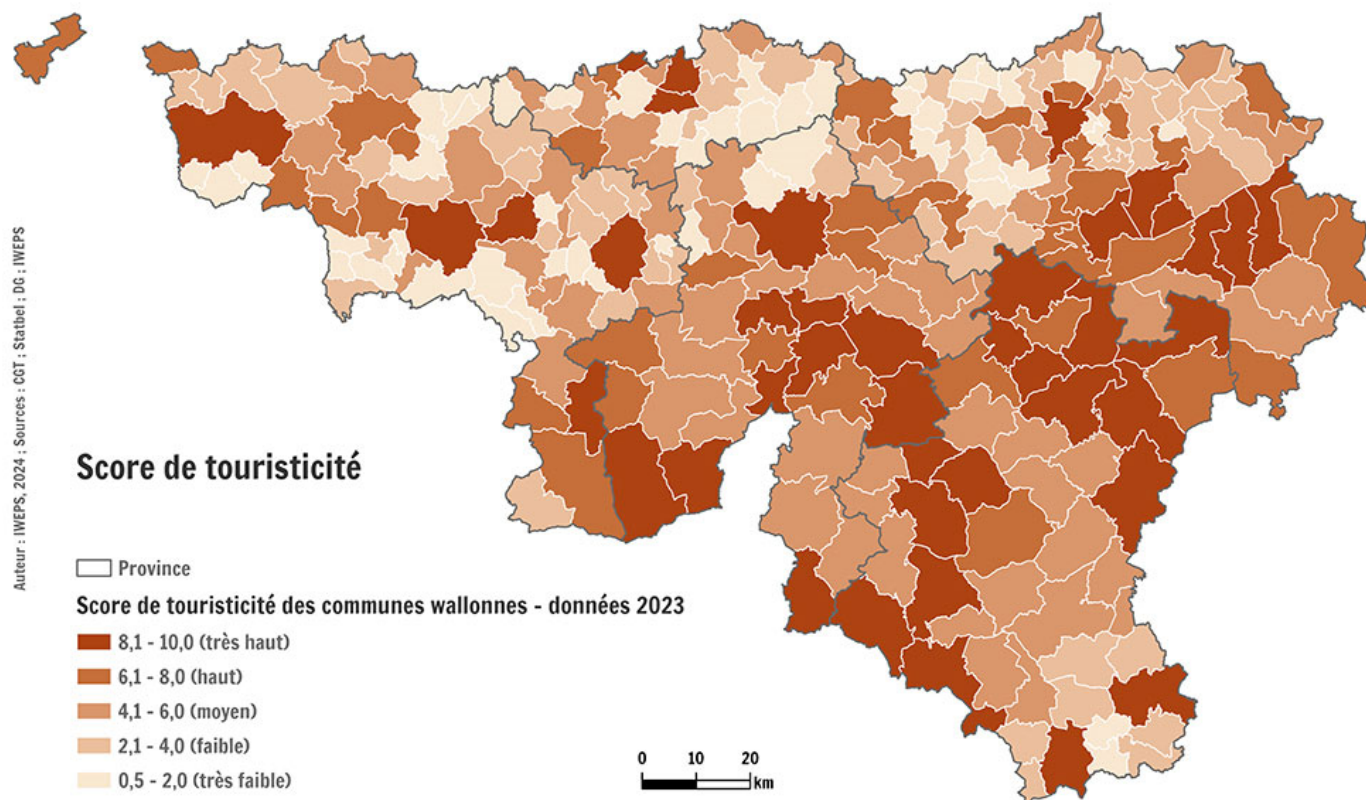 Auteur : IWEPS, 2024 ; Sources : CGT ; Statbel ; DG ; IWEPS
Score de touristicité
Province
Score de touristicité des communes wallonnes - données 2023
8,1 - 10,0 (très haut)
6,1 - 8,0 (haut)
4,1 - 6,0 (moyen)
2,1 - 4,0 (faible)
0,5 - 2,0 (très faible)
0 10 20
km